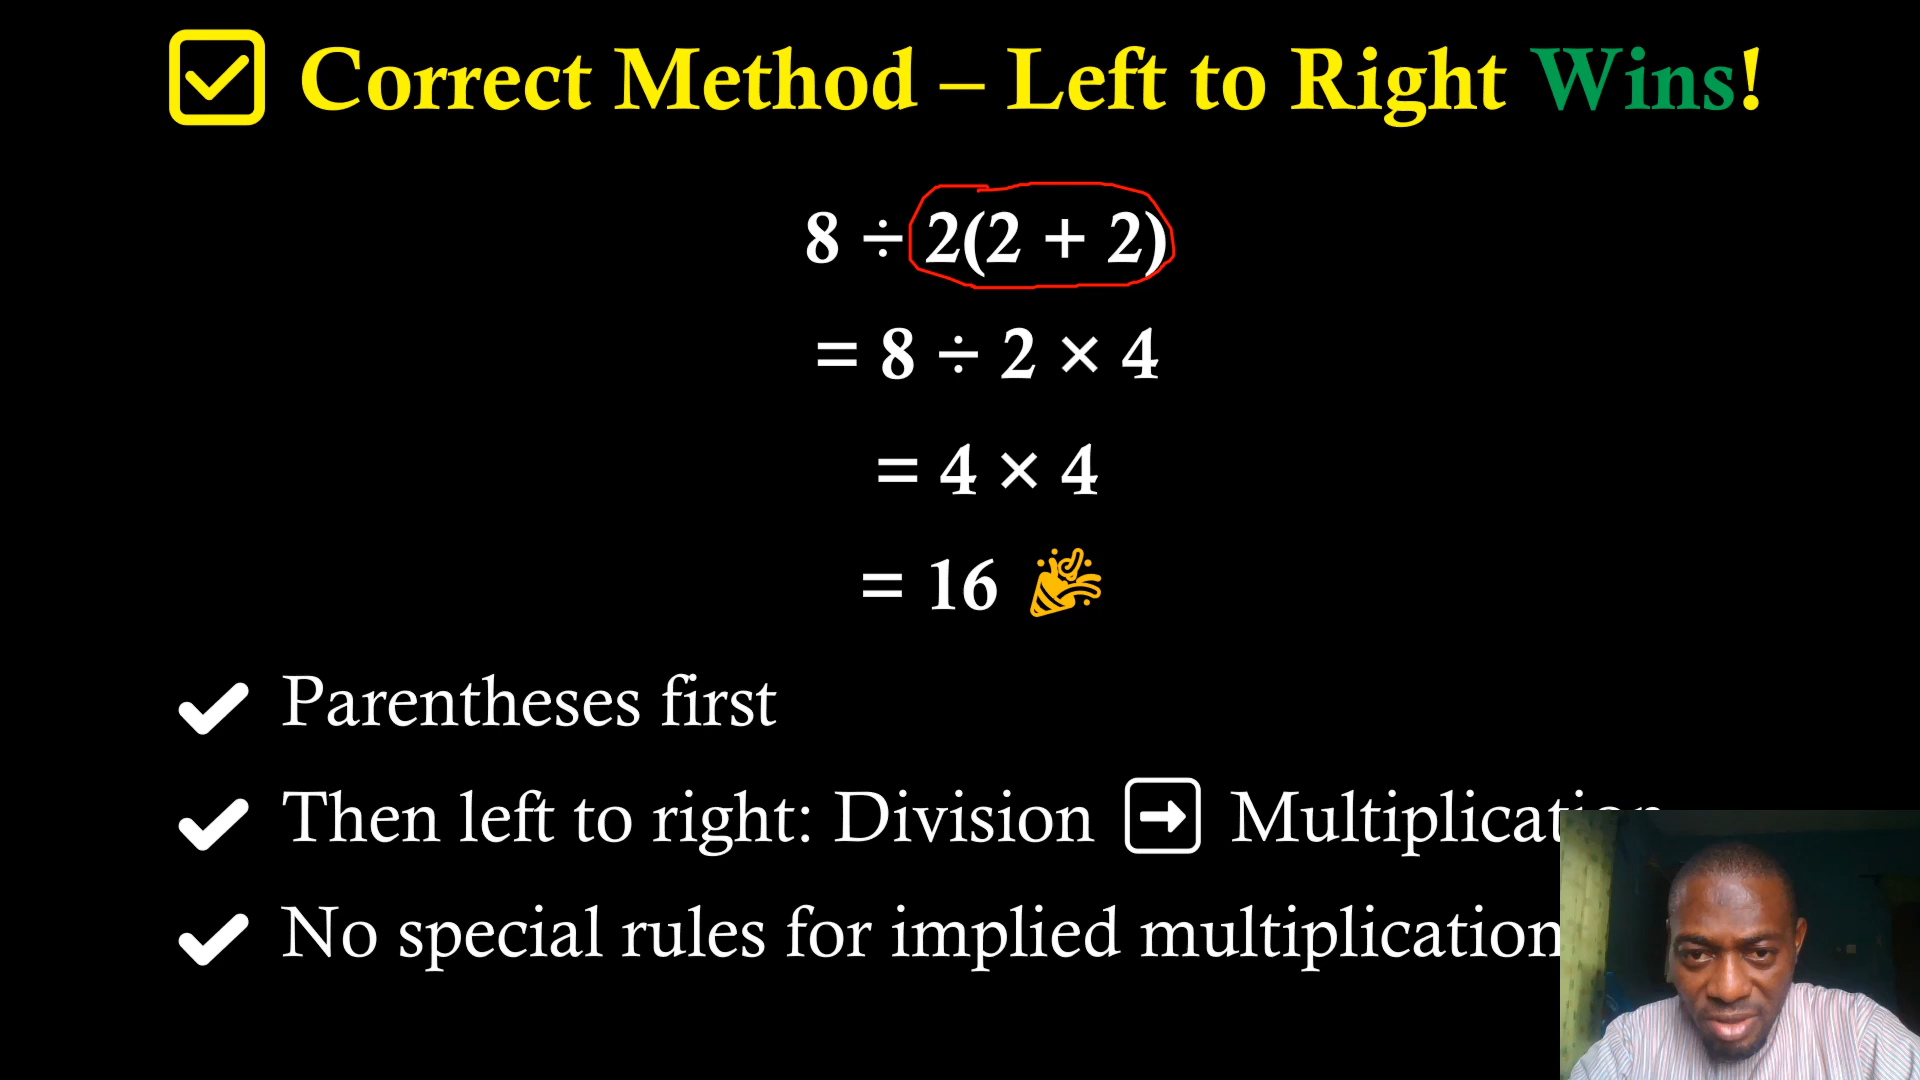 Correct Method – Left to Right Wins!
8 ÷ 2(2 + 2)
= 8 ÷ 2 × 4
= 4 × 4
= 16
Parentheses first
Then left to right: Division ➡ Multiplication
No special rules for implied multiplication